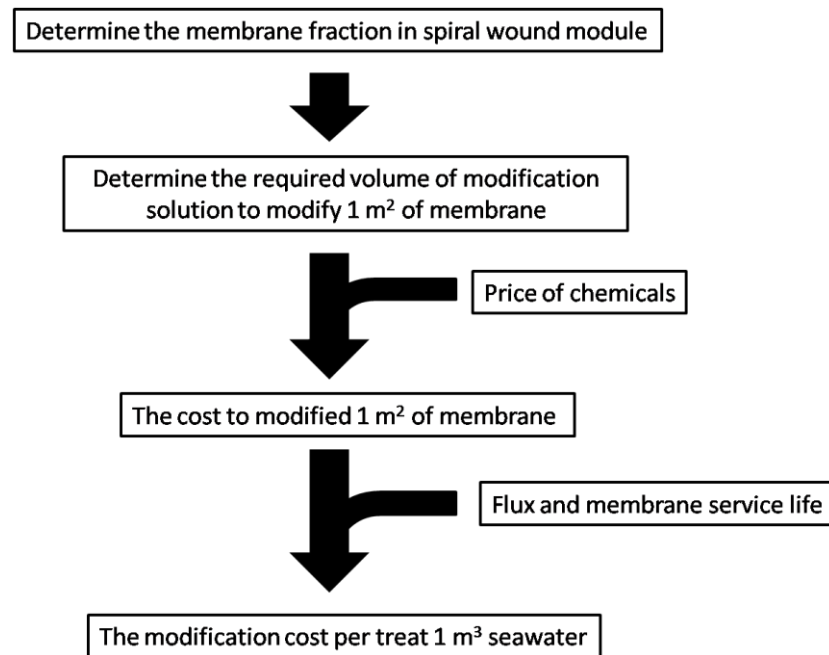 Determine the membrane fraction in spiral wound module
Determine the required volume of modification
solution to modify 1 m² of membrane
Price of chemicals
The cost to modified 1 m² of membrane
Flux and membrane service life
The modification cost per treat 1 m³ seawater